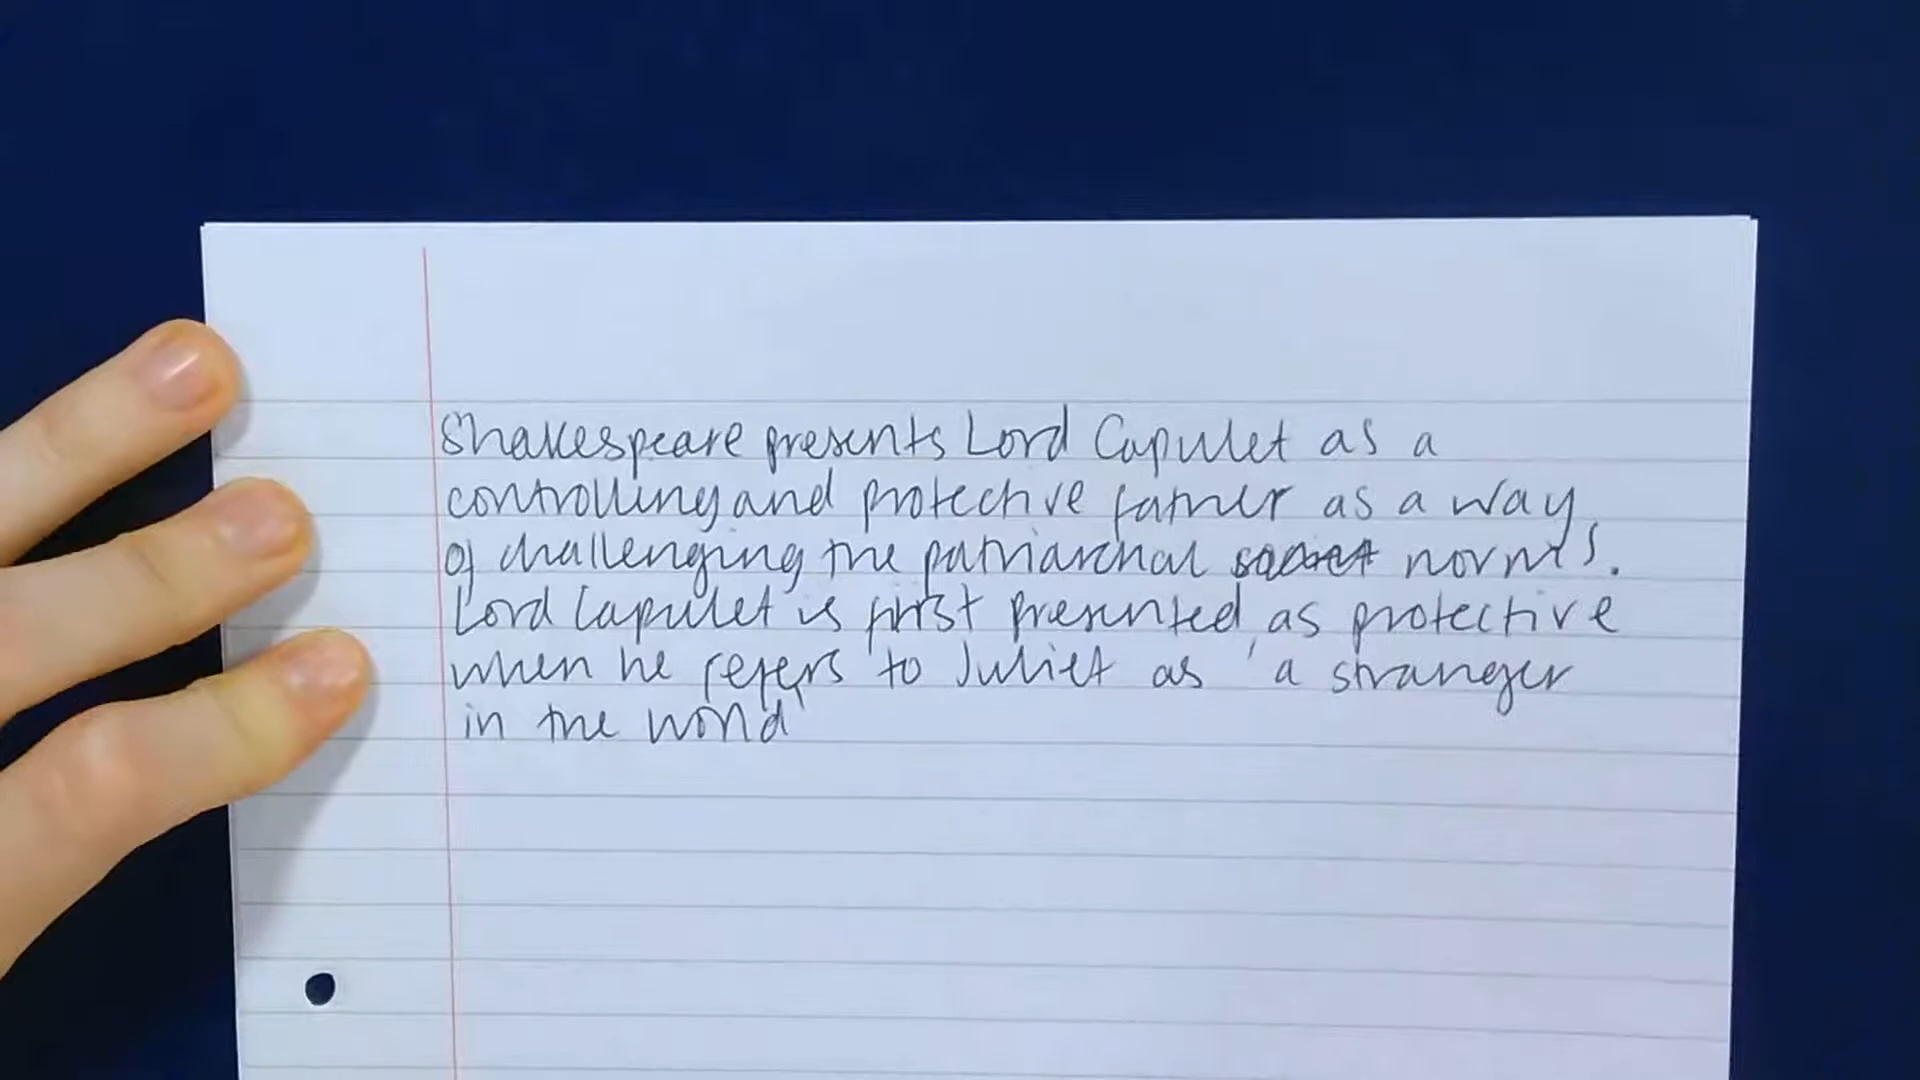 Shakespeare presents Lord Capulet as a
controlling and protective father as a way
of challenging the patriarchal norms.
Lord Capulet is first presented as protective
when he refers to Juliet as 'a stranger
in the world'